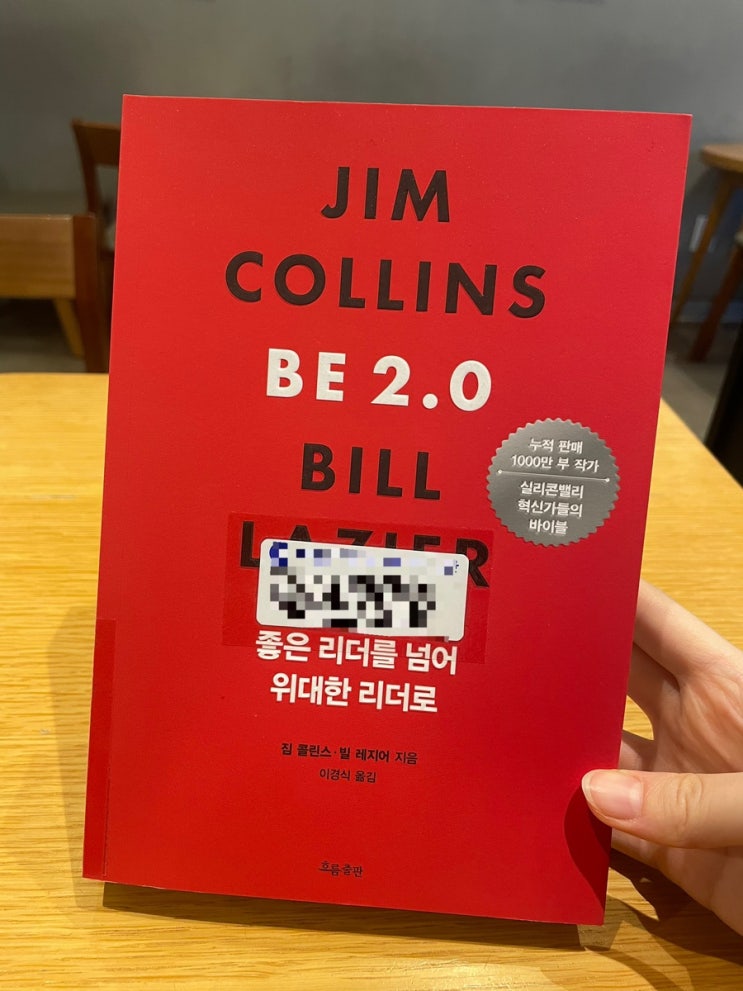 JIM
COLLINS
BE 2.0
누적 판매
1000만 부 작가
실리콘밸리
혁신가들의
바이블
BILL
LAZIER
좋은 리더를 넘어
위대한 리더로
짐 콜린스·빌 레지어 지음
이경식 옮김
흐름출판